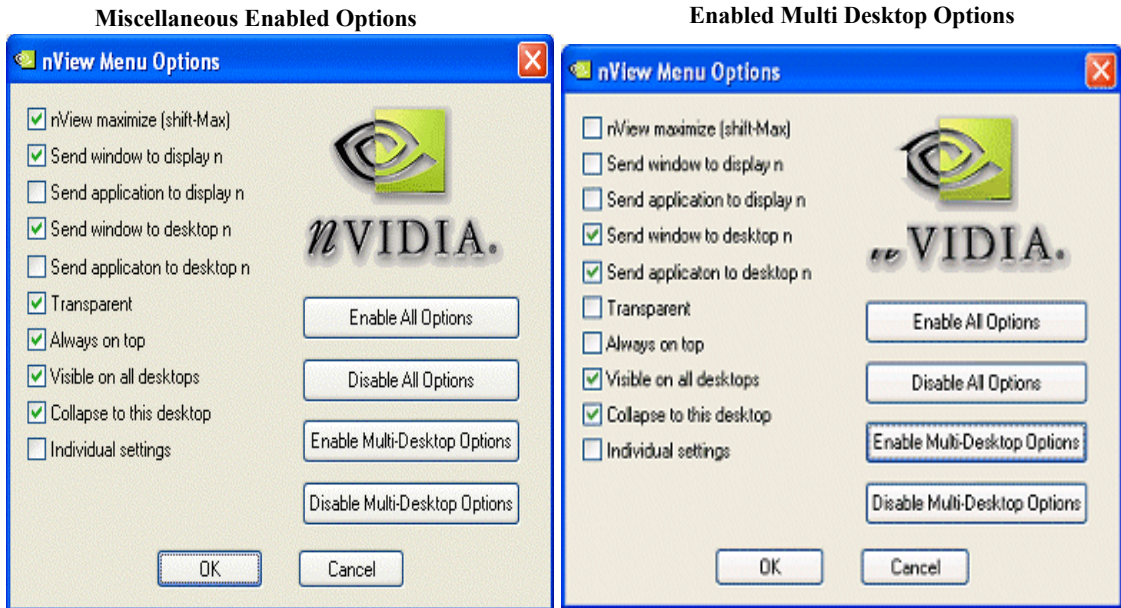 Miscellaneous Enabled Options
nView Menu Options
nView maximize (shift-Max)
Send window to display n
Send application to display n
Send window to desktop n
Send applicaton to desktop n
Transparent
Always on top
Visible on all desktops
Collapse to this desktop
Individual settings
nVIDIA.
Enable All Options
Disable All Options
Enable Multi-Desktop Options
Disable Multi-Desktop Options
OK
Cancel
Enabled Multi Desktop Options
nView Menu Options
nView maximize (shift-Max)
Send window to display n
Send application to display n
Send window to desktop n
Send applicaton to desktop n
Transparent
Always on top
Visible on all desktops
Collapse to this desktop
Individual settings
nVIDIA.
Enable All Options
Disable All Options
Enable Multi-Desktop Options
Disable Multi-Desktop Options
OK
Cancel